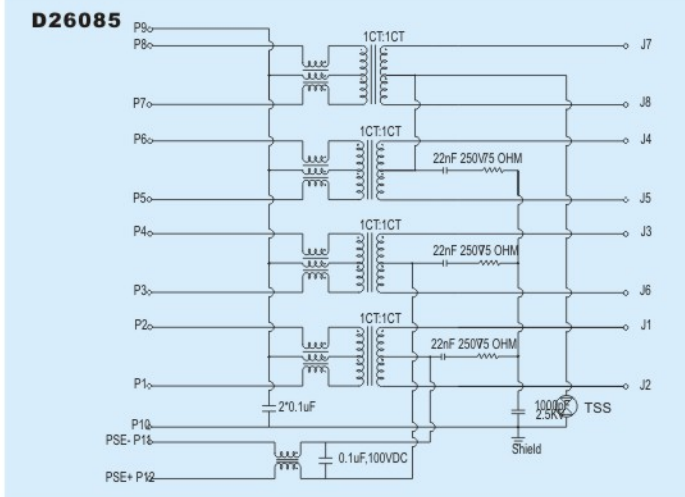 D26085
P9
P8
1CT:1CT
J7
P7
J8
P6
1CT:1CT
J4
22nF 250V75 OHM
P5
J5
P4
1CT:1CT
J3
22nF 250V75 OHM
P3
J6
P2
1CT:1CT
J1
22nF 250V75 OHM
P1
J2
2*0.1uF
1000pF
2.5KV
TSS
P10
PSE- P11
Shield
0.1uF,100VDC
PSE+ P12